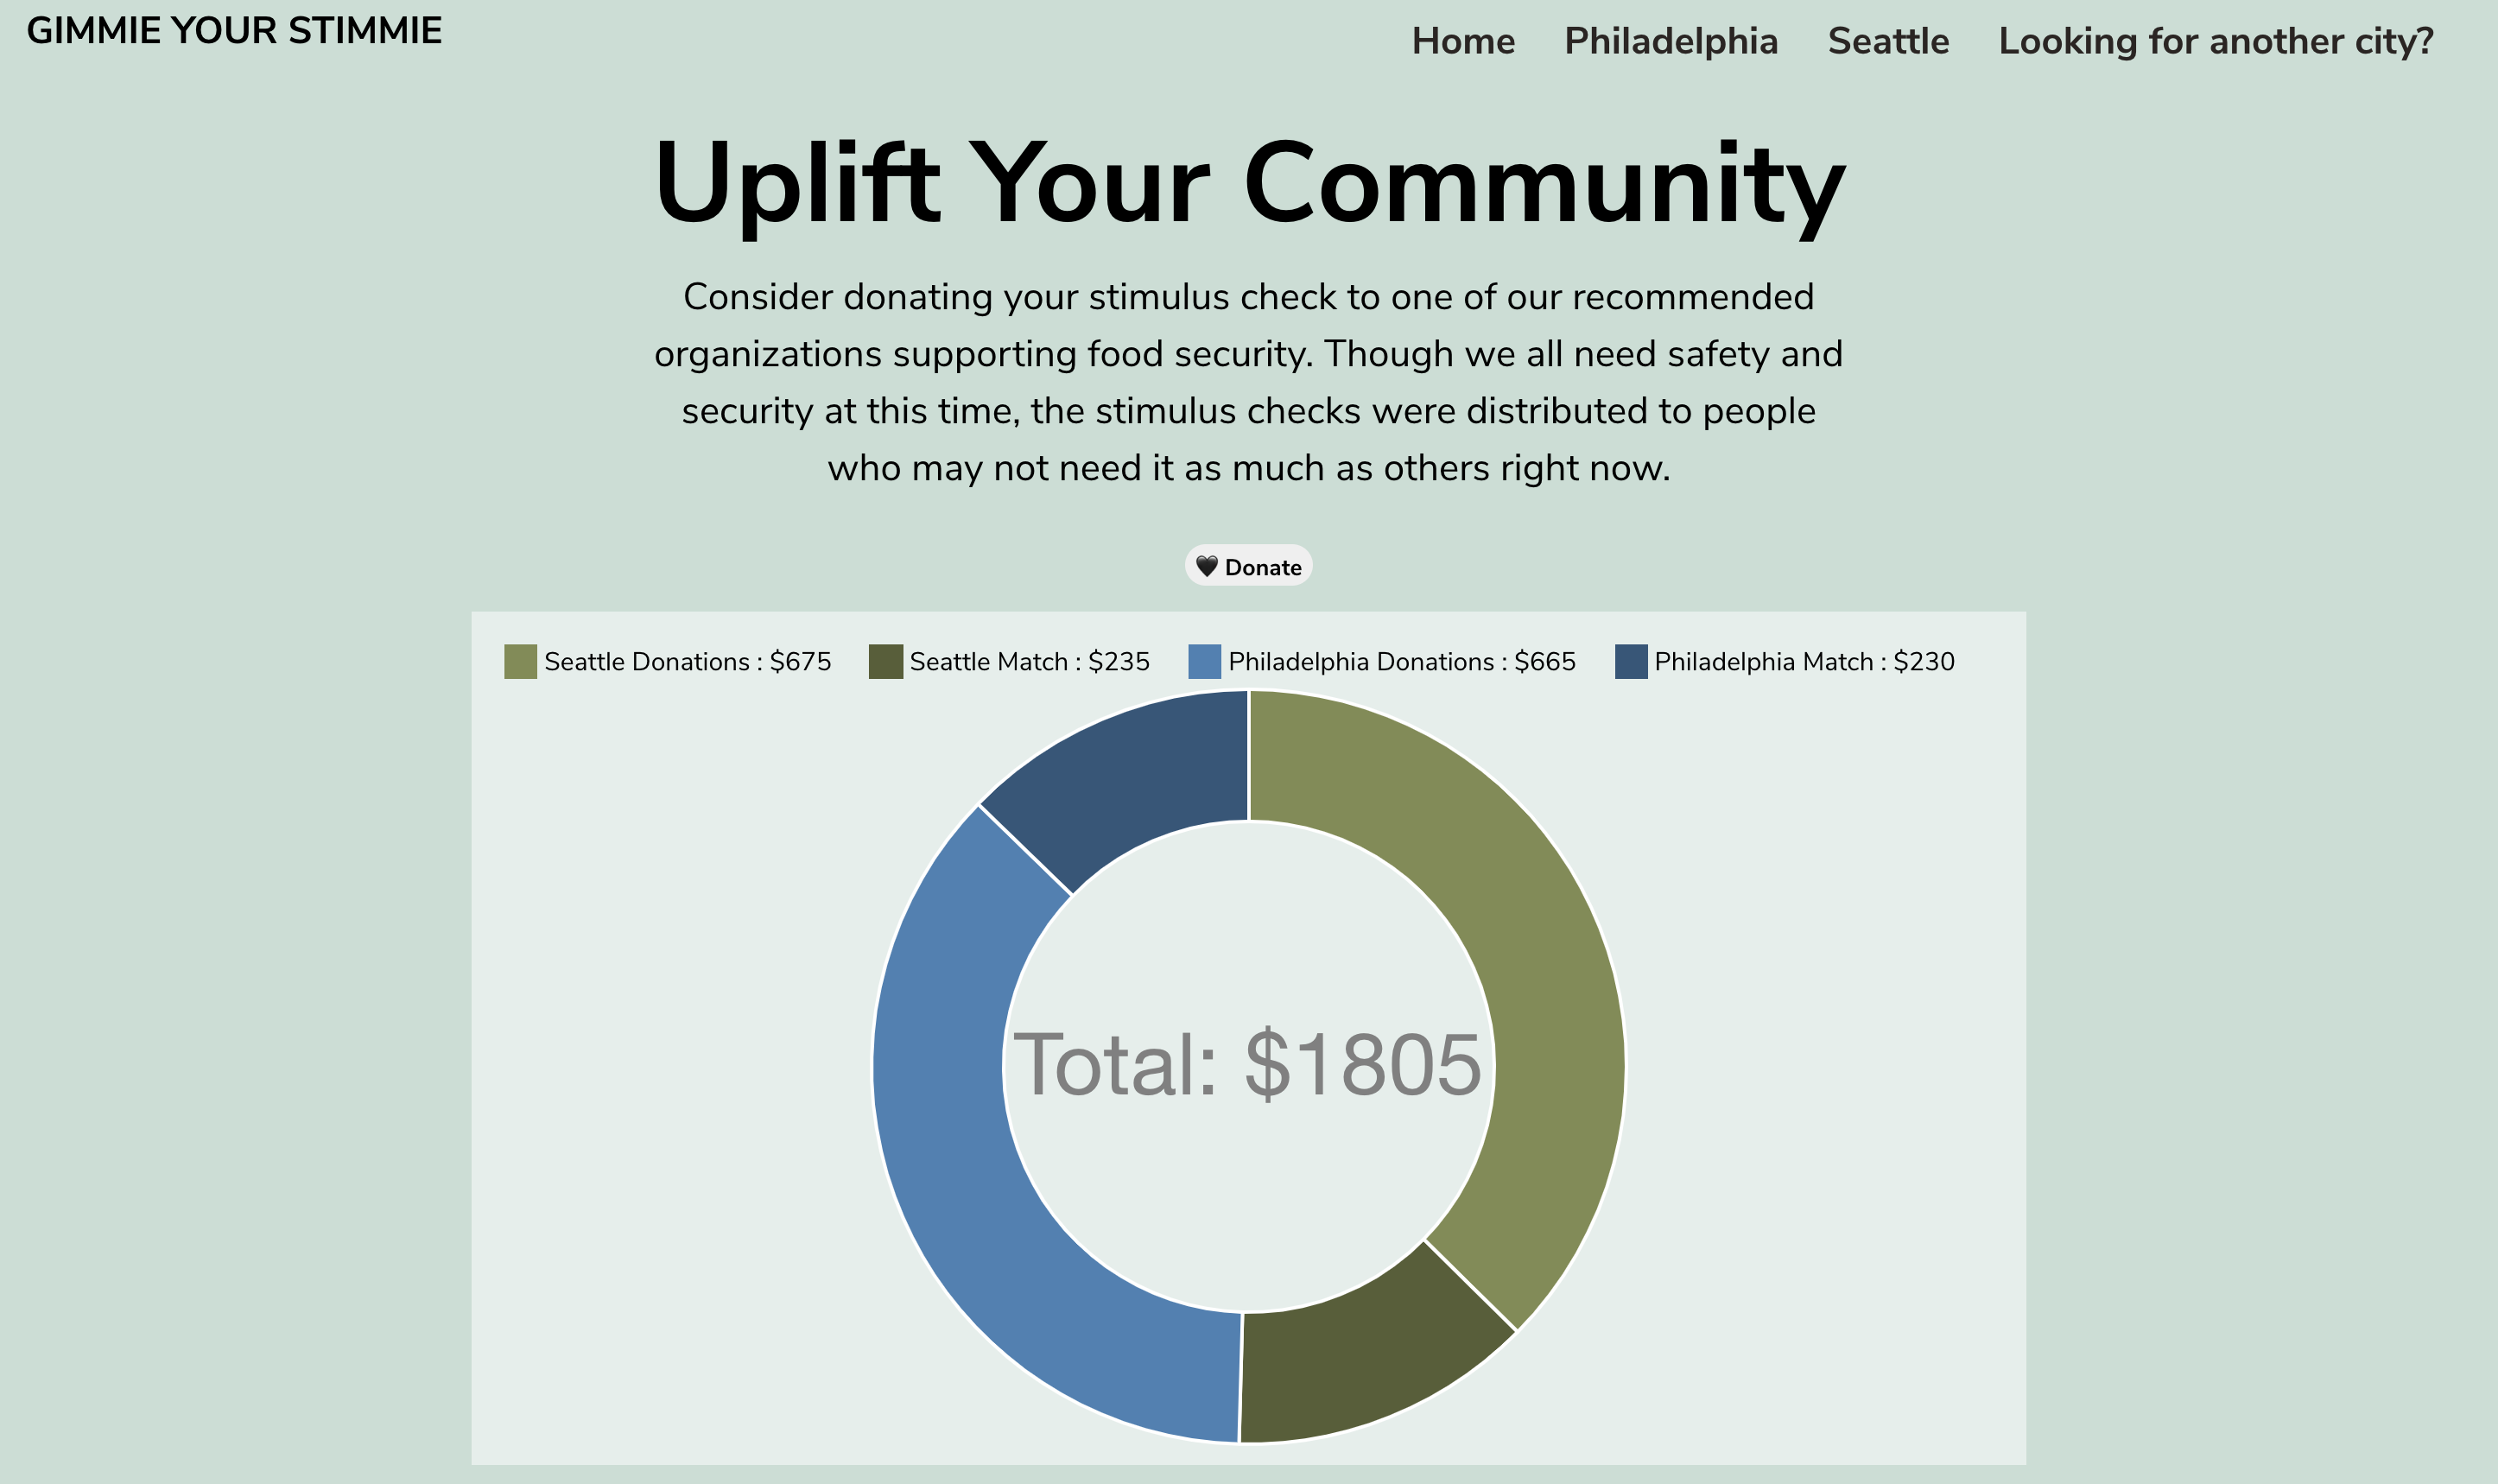 GIMMIE YOUR STIMMIE
Home Philadelphia Seattle Looking for another city?
Uplift Your Community
Consider donating your stimulus check to one of our recommended
organizations supporting food security. Though we all need safety and
security at this time, the stimulus checks were distributed to people
who may not need it as much as others right now.
🖤 Donate
Seattle Donations : $675 Seattle Match : $235 Philadelphia Donations : $665 Philadelphia Match : $230
Total: $1805